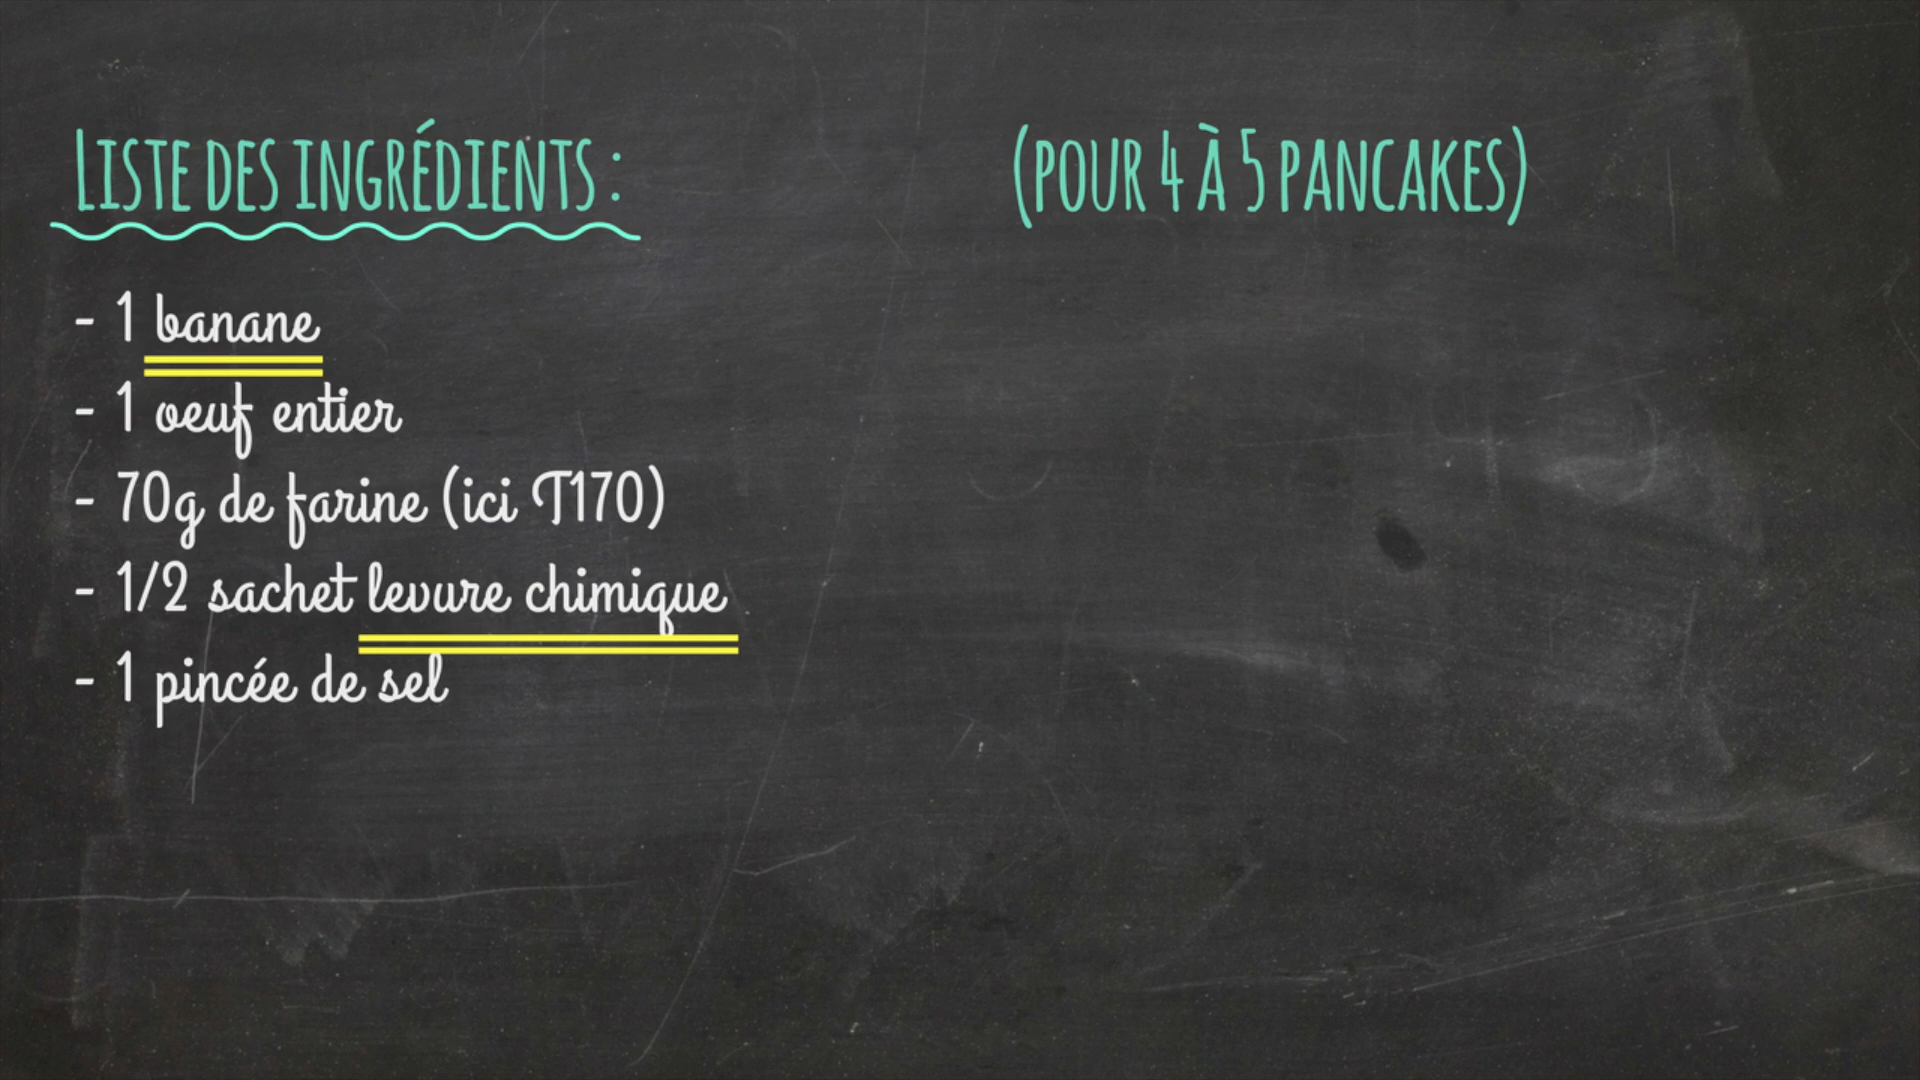 Liste des ingrédients :
(pour 4 à 5 pancakes)
- 1 banane
- 1 oeuf entier
- 70g de farine (ici T170)
- 1/2 sachet levure chimique
- 1 pincée de sel